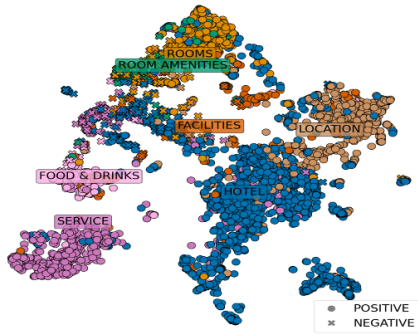 ROOMS
ROOM AMENITIES
FACILITIES
LOCATION
FOOD & DRINKS
HOTEL
SERVICE
POSITIVE
NEGATIVE